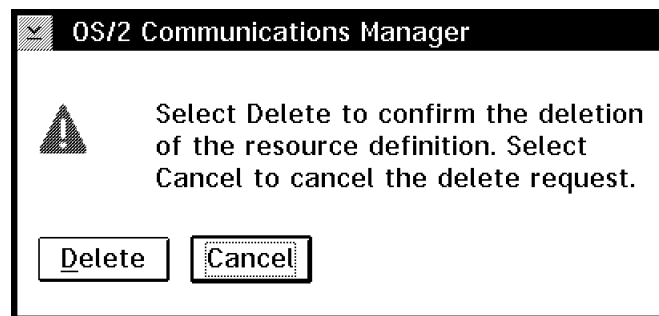 OS/2 Communications Manager
Select Delete to confirm the deletion
of the resource definition. Select
Cancel to cancel the delete request.
Delete Cancel